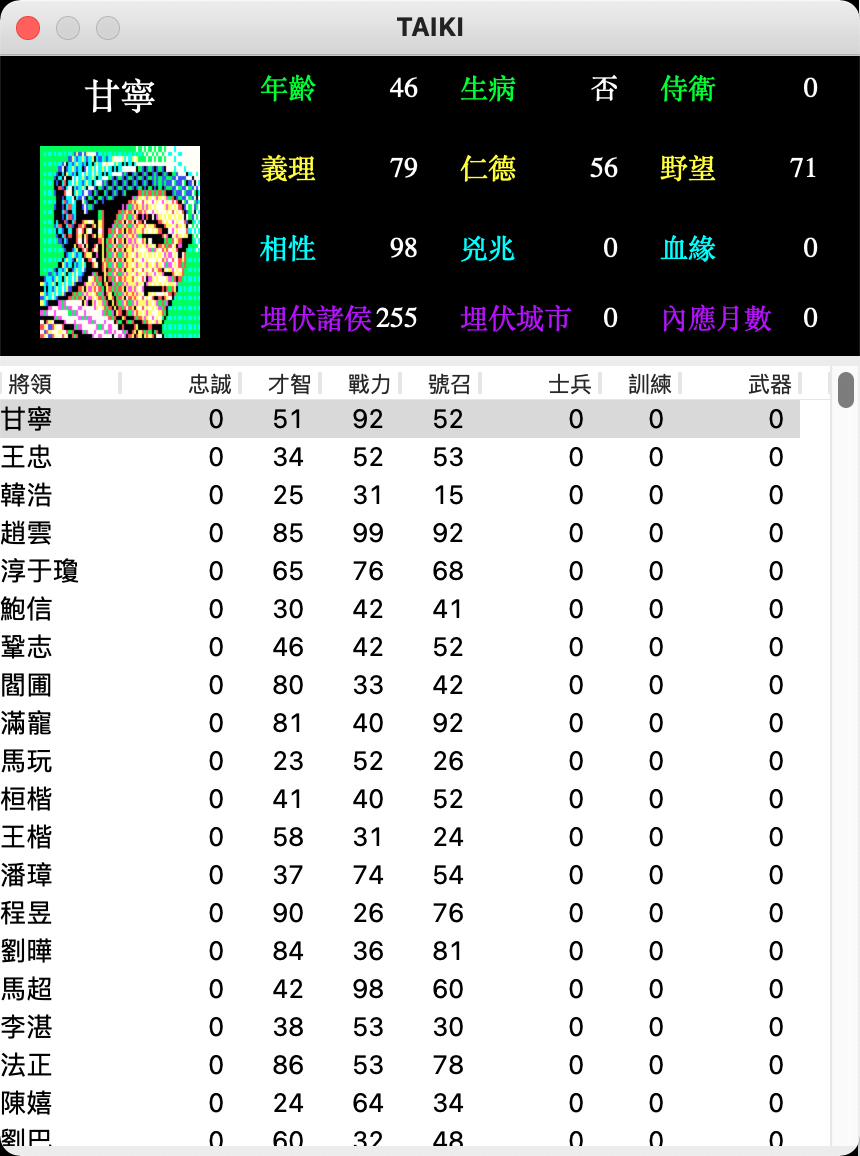 TAIKI
甘寧 年齡 46 生病 否 侍衛 0
義理 79 仁德 56 野望 71
相性 98 兇兆 0 血緣 0
埋伏諸侯 255 埋伏城市 0 內應月數 0
將領 忠誠 才智 戰力 號召 士兵 訓練 武器
甘寧 0 51 92 52 0 0 0
王忠 0 34 52 53 0 0 0
韓浩 0 25 31 15 0 0 0
趙雲 0 85 99 92 0 0 0
淳于瓊 0 65 76 68 0 0 0
鮑信 0 30 42 41 0 0 0
鞏志 0 46 42 52 0 0 0
閻圃 0 80 33 42 0 0 0
滿寵 0 81 40 92 0 0 0
馬玩 0 23 52 26 0 0 0
桓楷 0 41 40 52 0 0 0
王楷 0 58 31 24 0 0 0
潘璋 0 37 74 54 0 0 0
程昱 0 90 26 76 0 0 0
劉曄 0 84 36 81 0 0 0
馬超 0 42 98 60 0 0 0
李湛 0 38 53 30 0 0 0
法正 0 86 53 78 0 0 0
陳嬉 0 24 64 34 0 0 0
劉巴 0 60 32 48 0 0 0